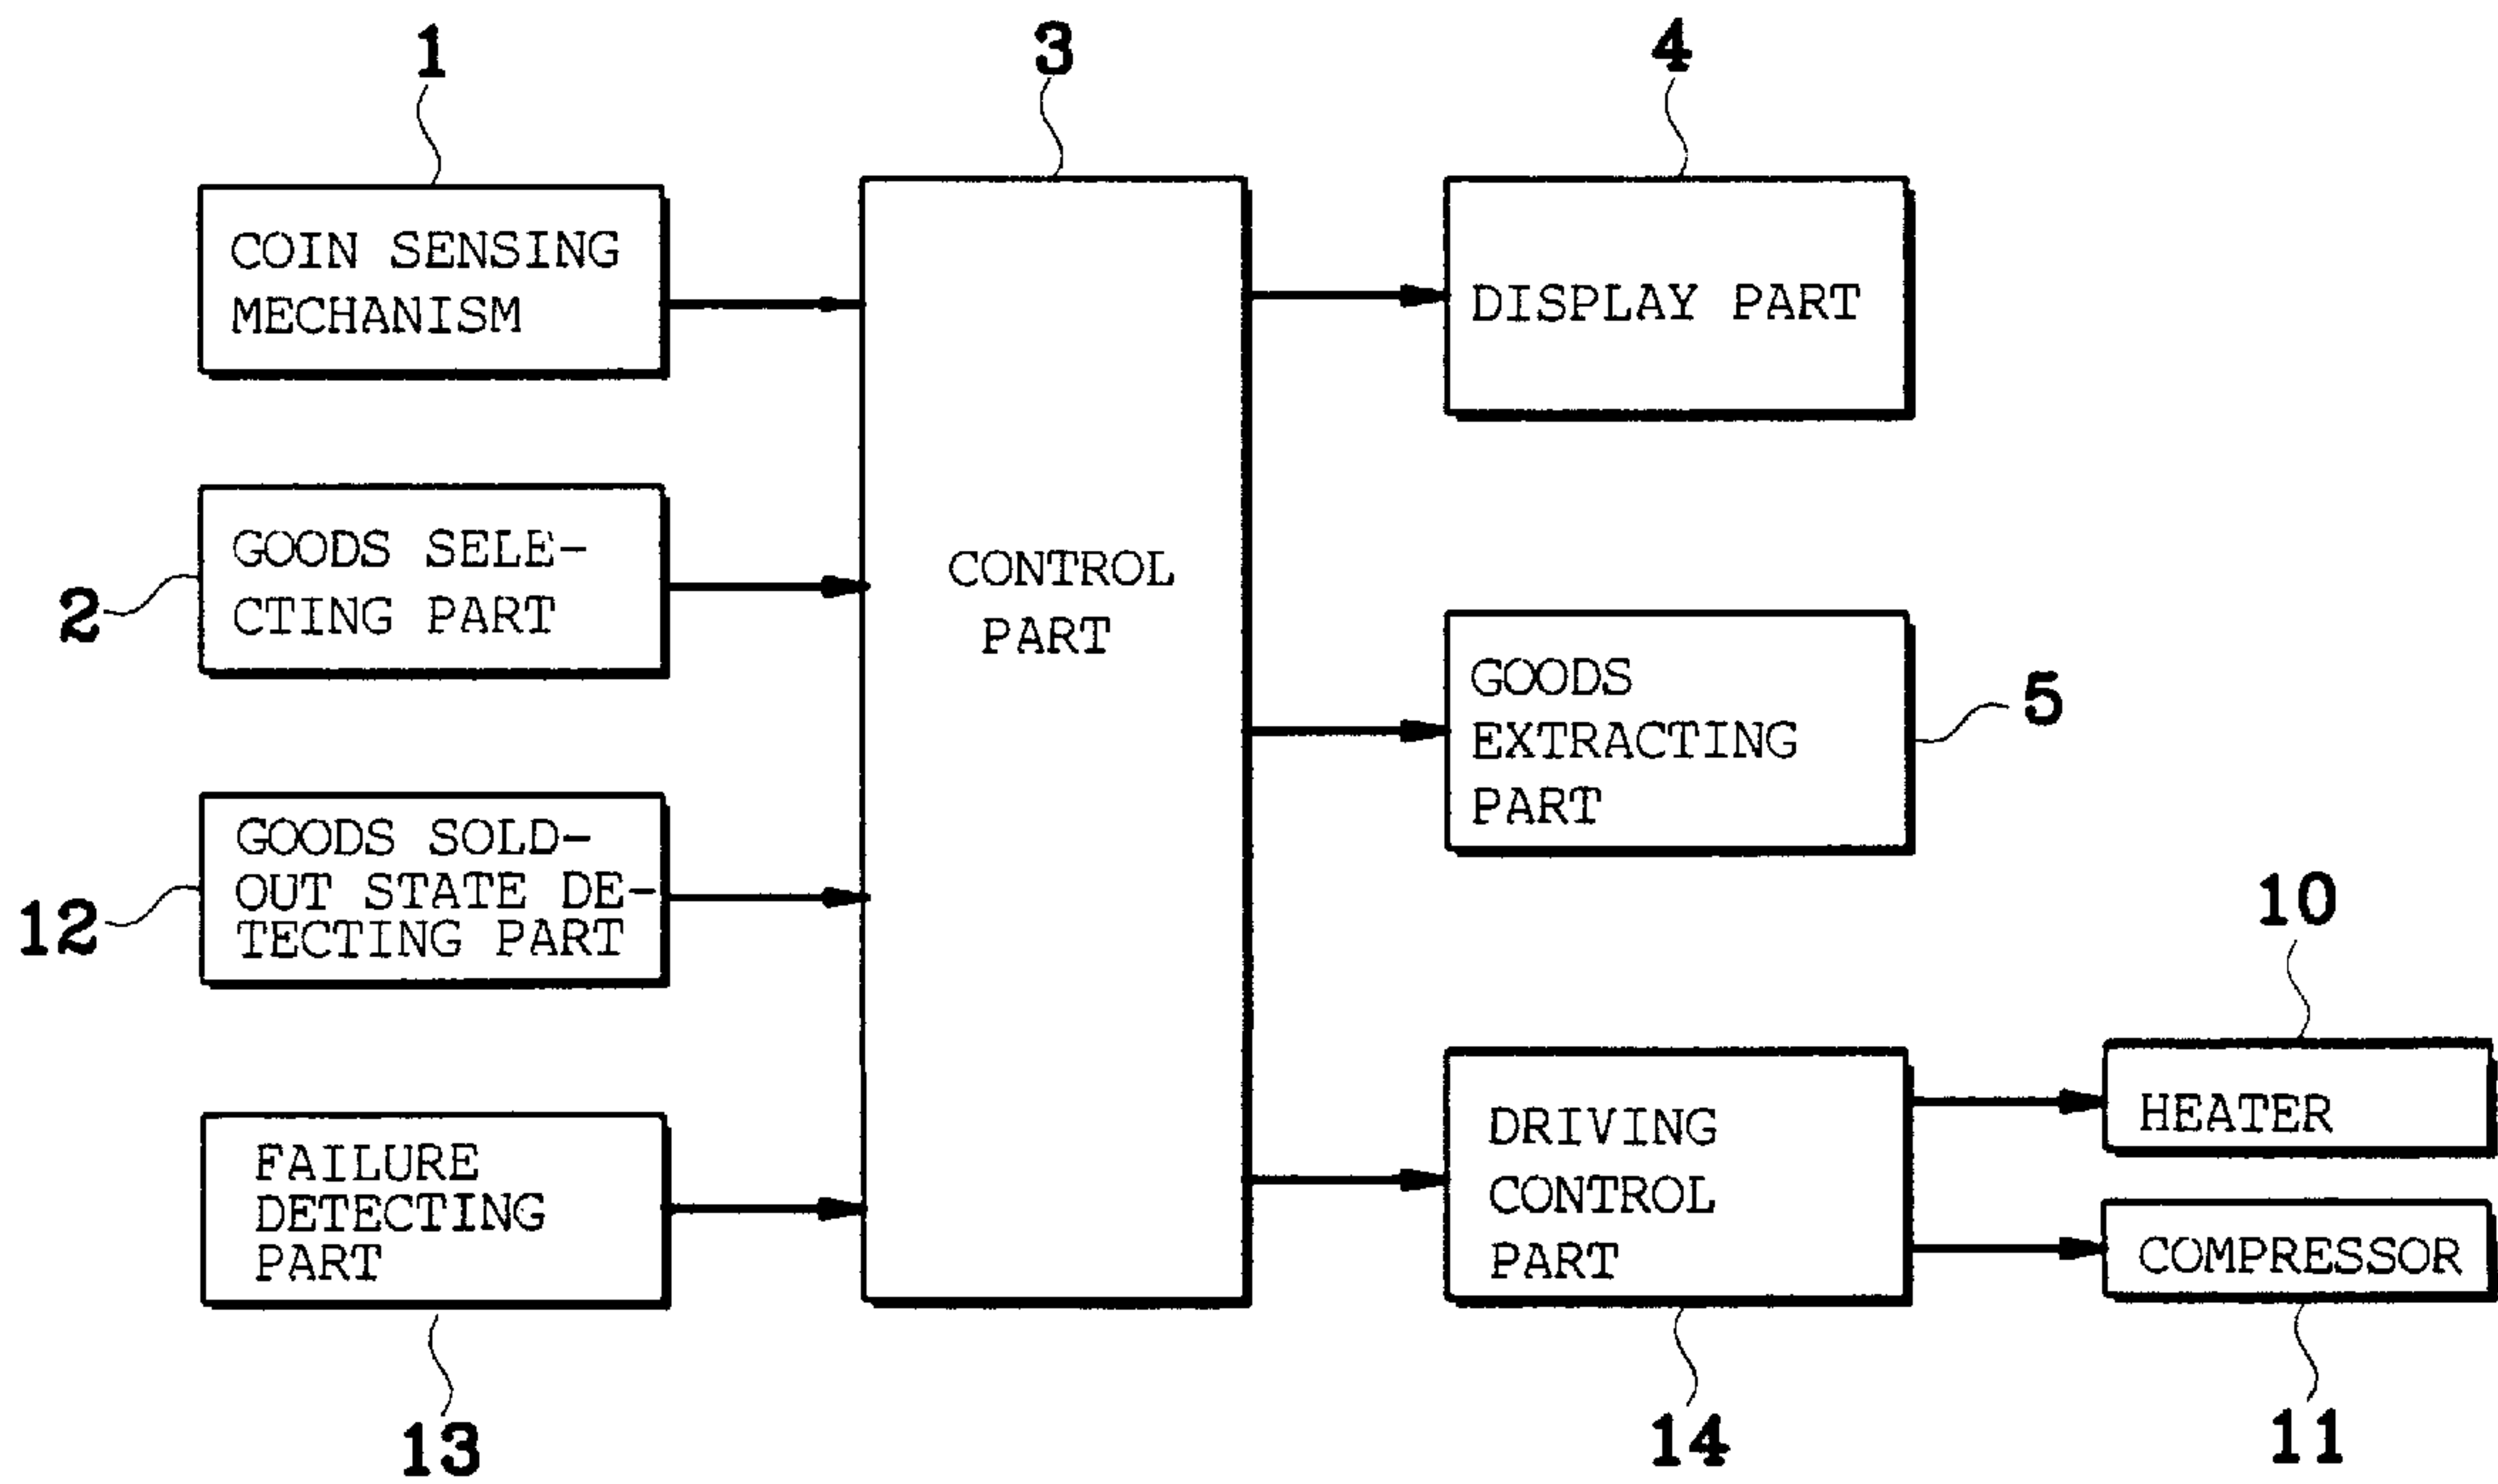 1
3
4
COIN SENSING
MECHANISM
DISPLAY PART
GOODS SELE-
CTING PART
2
CONTROL
PART
GOODS
EXTRACTING
PART
5
GOODS SOLD-
OUT STATE DE-
TECTING PART
12
10
FAILURE
DETECTING
PART
DRIVING
CONTROL
PART
HEATER
COMPRESSOR
13
14
11